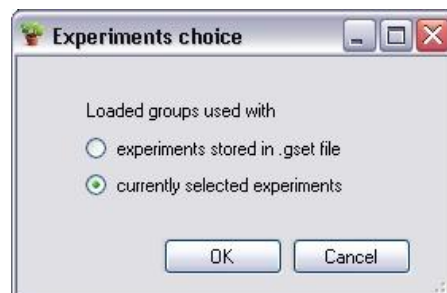 Experiments choice
Loaded groups used with
experiments stored in .gset file
currently selected experiments
OK Cancel